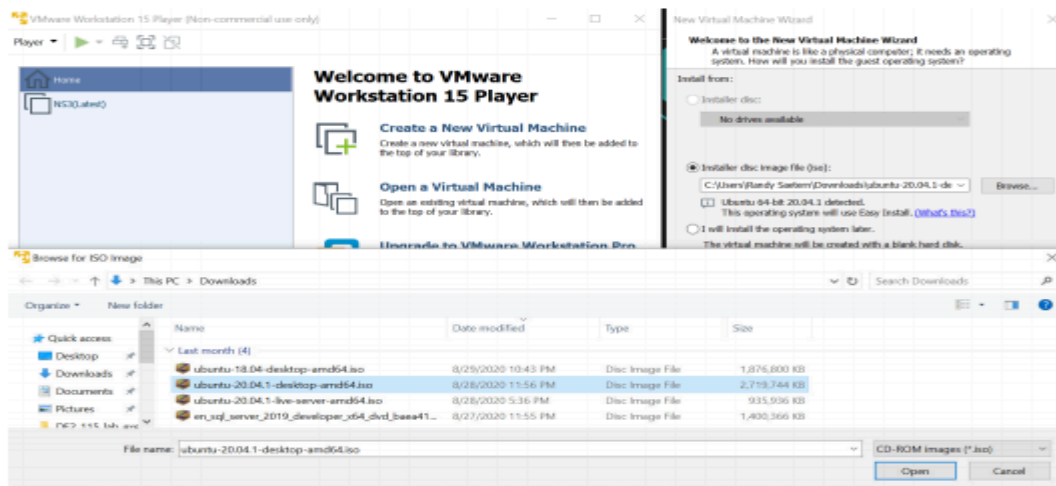 VMware Workstation 15 Player (Non-commercial use only)
Player
Home
NS3(Latest)
Welcome to VMware
Workstation 15 Player
Create a New Virtual Machine
Create a new virtual machine, which will then be added to
the top of your library.
Open a Virtual Machine
Open an existing virtual machine, which will then be added
to the top of your library.
Upgrade to VMware Workstation Pro
New Virtual Machine Wizard
Welcome to the New Virtual Machine Wizard
A virtual machine is like a physical computer; it needs an operating
system. How will you install the guest operating system?
Install from:
Installer disc:
No drives available
Installer disc image file (iso):
C:\Users\Randy Saetern\Downloads\ubuntu-20.04.1-de
Browse...
Ubuntu 64-bit 20.04.1 detected.
This operating system will use Easy Install. (What's this?)
I will install the operating system later.
The virtual machine will be created with a blank hard disk.
Browse for ISO Image
This PC > Downloads
Search Downloads
Organize
New folder
Quick access
Desktop
Downloads
Documents
Pictures
Name Date modified Type Size
Last month (4)
ubuntu-18.04-desktop-amd64.iso 8/29/2020 10:43 PM Disc Image File 1,876,800 KB
ubuntu-20.04.1-desktop-amd64.iso 8/28/2020 11:56 PM Disc Image File 2,719,744 KB
ubuntu-20.04.1-live-server-amd64.iso 8/28/2020 5:36 PM Disc Image File 935,936 KB
en_sql_server_2019_developer_x64_dvd_baea41... 8/27/2020 11:55 PM Disc Image File 1,400,366 KB
File name: ubuntu-20.04.1-desktop-amd64.iso
CD-ROM images (*.iso)
Open
Cancel